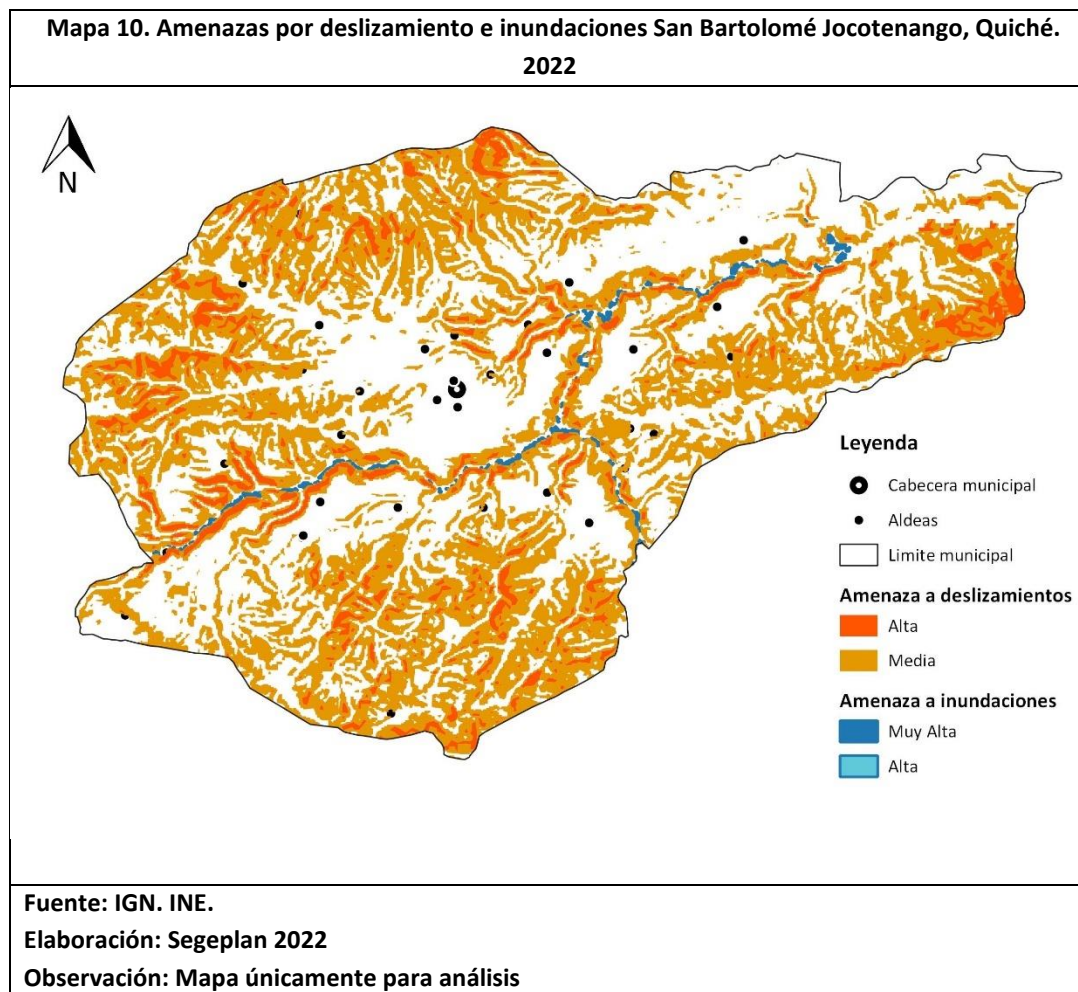 Mapa 10. Amenazas por deslizamiento e inundaciones San Bartolomé Jocotenango, Quiché.
2022
N
Leyenda
Cabecera municipal
Aldeas
Limite municipal
Amenaza a deslizamientos
Alta
Media
Amenaza a inundaciones
Muy Alta
Alta
Fuente: IGN. INE.
Elaboración: Segeplan 2022
Observación: Mapa únicamente para análisis